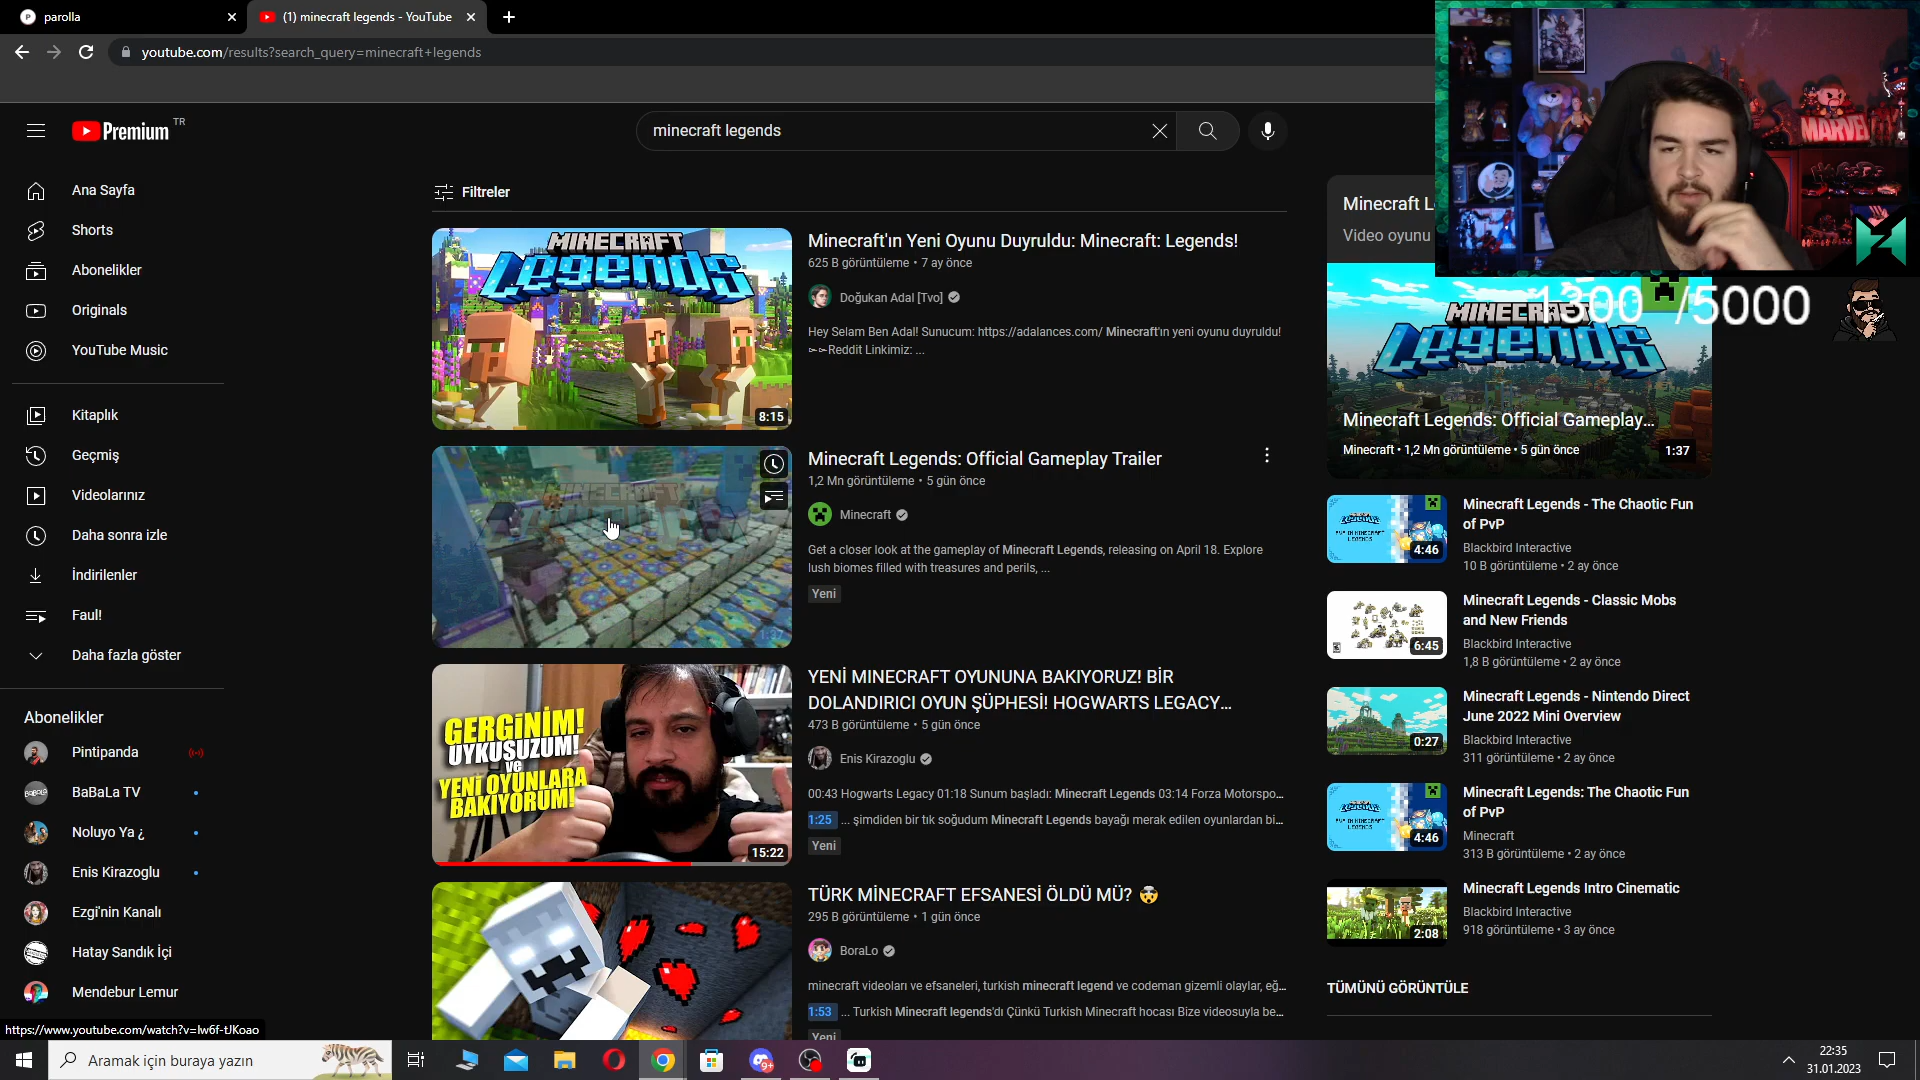 parolla
(1) minecraft legends - YouTube
youtube.com/results?search_query=minecraft+legends
Premium TR
minecraft legends
MARVEL
Ana Sayfa
Shorts
Abonelikler
Originals
YouTube Music
Kitaplık
Geçmiş
Videolarınız
Daha sonra izle
İndirilenler
Faul!
Daha fazla göster
Abonelikler
Pintipanda
BaBaLa TV
Noluyo Ya ¿
Enis Kirazoglu
Ezgi'nin Kanalı
Hatay Sandık İçi
Mendebur Lemur
Filtreler
MINECRAFT
Legends
8:15
Minecraft'ın Yeni Oyunu Duyruldu: Minecraft: Legends!
625 B görüntüleme • 7 ay önce
Doğukan Adal [Tvo]
Hey Selam Ben Adal! Sunucum: https://adalances.com/ Minecraft'ın yeni oyunu duyruldu!
Reddit Linkimiz: ...
Minecraft Legends: Official Gameplay Trailer
1,2 Mn görüntüleme • 5 gün önce
Minecraft
Get a closer look at the gameplay of Minecraft Legends, releasing on April 18. Explore
lush biomes filled with treasures and perils, ...
Yeni
1:37
GERGİNİM!
UYKUSUZUM!
ve
YENİ OYUNLARA
BAKIYORUM!
15:22
YENİ MINECRAFT OYUNUNA BAKIYORUZ! BİR
DOLANDIRICI OYUN ŞÜPHESİ! HOGWARTS LEGACY...
473 B görüntüleme • 5 gün önce
Enis Kirazoglu
00:43 Hogwarts Legacy 01:18 Sunum başladı: Minecraft Legends 03:14 Forza Motorspo...
1:25 ... şimdiden bir tık soğudum Minecraft Legends bayağı merak edilen oyunlardan bi...
Yeni
TÜRK MİNECRAFT EFSANESİ ÖLDÜ MÜ? 🤯
295 B görüntüleme • 1 gün önce
BoraLo
minecraft videoları ve efsaneleri, turkish minecraft legend ve codeman gizemli olaylar, eğ...
1:53 ... Turkish Minecraft legends'dı Çünkü Turkish Minecraft hocası Bize videosuyla be...
Yeni
Minecraft L
Video oyunu
1300 /5000
MINECRAFT
Legends
Minecraft Legends: Official Gameplay...
Minecraft • 1,2 Mn görüntüleme • 5 gün önce
1:37
Minecraft Legends - The Chaotic Fun
of PvP
Blackbird Interactive
10 B görüntüleme • 2 ay önce
4:46
Minecraft Legends - Classic Mobs
and New Friends
Blackbird Interactive
1,8 B görüntüleme • 2 ay önce
6:45
Minecraft Legends - Nintendo Direct
June 2022 Mini Overview
Blackbird Interactive
311 görüntüleme • 2 ay önce
0:27
Minecraft Legends: The Chaotic Fun
of PvP
Minecraft
313 B görüntüleme • 2 ay önce
4:46
Minecraft Legends Intro Cinematic
Blackbird Interactive
918 görüntüleme • 3 ay önce
2:08
TÜMÜNÜ GÖRÜNTÜLE
https://www.youtube.com/watch?v=lw6f-tJKoao
Aramak için buraya yazın
9+
22:35
31.01.2023